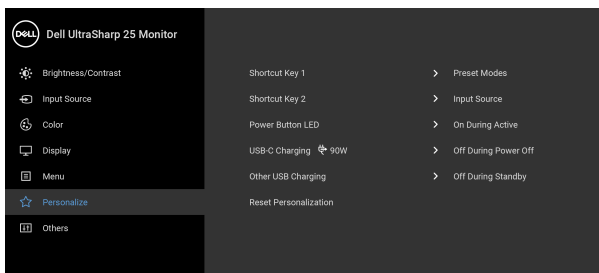 DELL Dell UltraSharp 25 Monitor
Brightness/Contrast Shortcut Key 1 Preset Modes
Input Source Shortcut Key 2 Input Source
Color Power Button LED On During Active
Display USB-C Charging 90W Off During Power Off
Menu Other USB Charging Off During Standby
Personalize Reset Personalization
Others